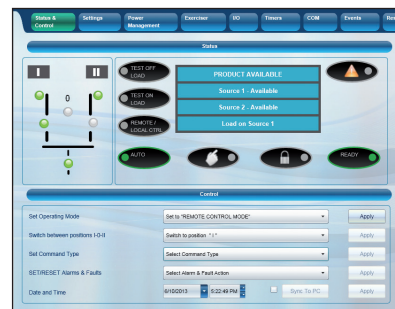 Status & Control
Settings
Power Management
Exerciser
I/O
Timers
COM
Events
Status
I
II
0
TEST OFF LOAD
TEST ON LOAD
REMOTE / LOCAL CTRL
PRODUCT AVAILABLE
Source 1 - Available
Source 2 - Available
Load on Source 1
AUTO
READY
Control
Set Operating Mode
Set to "REMOTE CONTROL MODE"
Apply
Switch between positions I-0-II
Switch to position "I"
Apply
Set Command Type
Select Command Type
Apply
SET/RESET Alarms & Faults
Select Alarm & Fault Action
Apply
Date and Time
6/10/2013
5:22:49 PM
Sync To PC
Apply